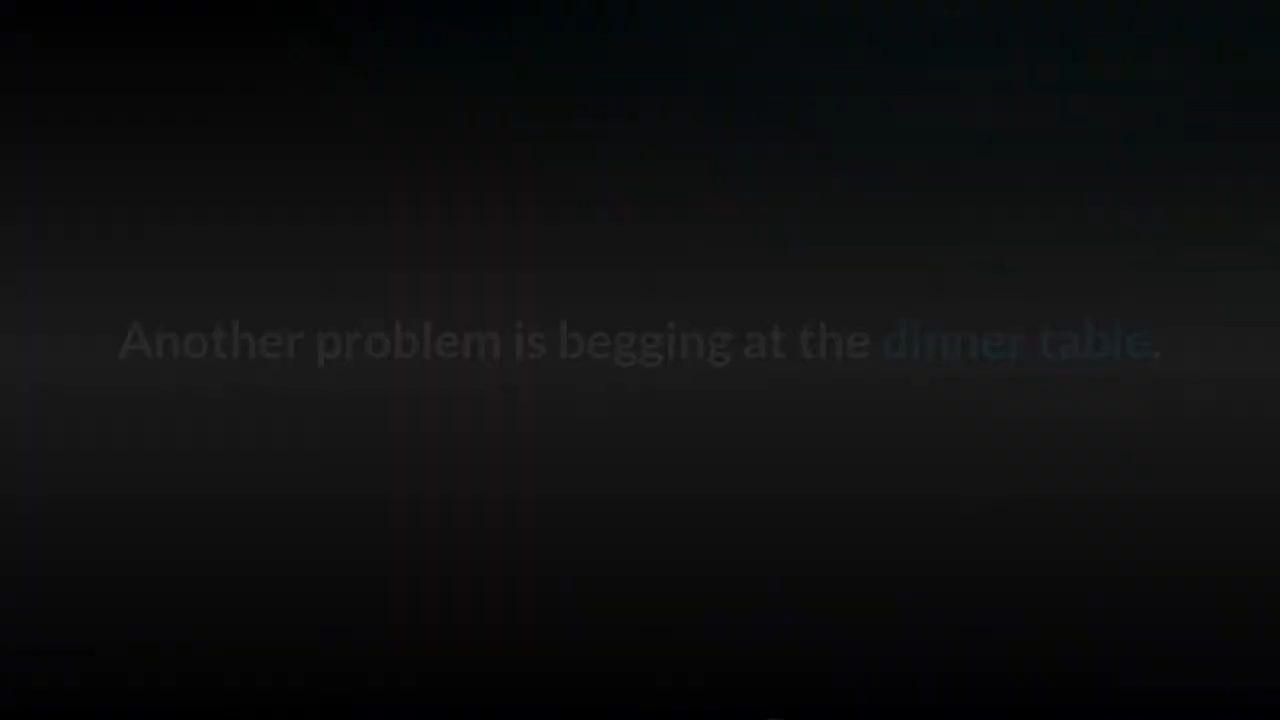 Another problem is begging at the dinner table.